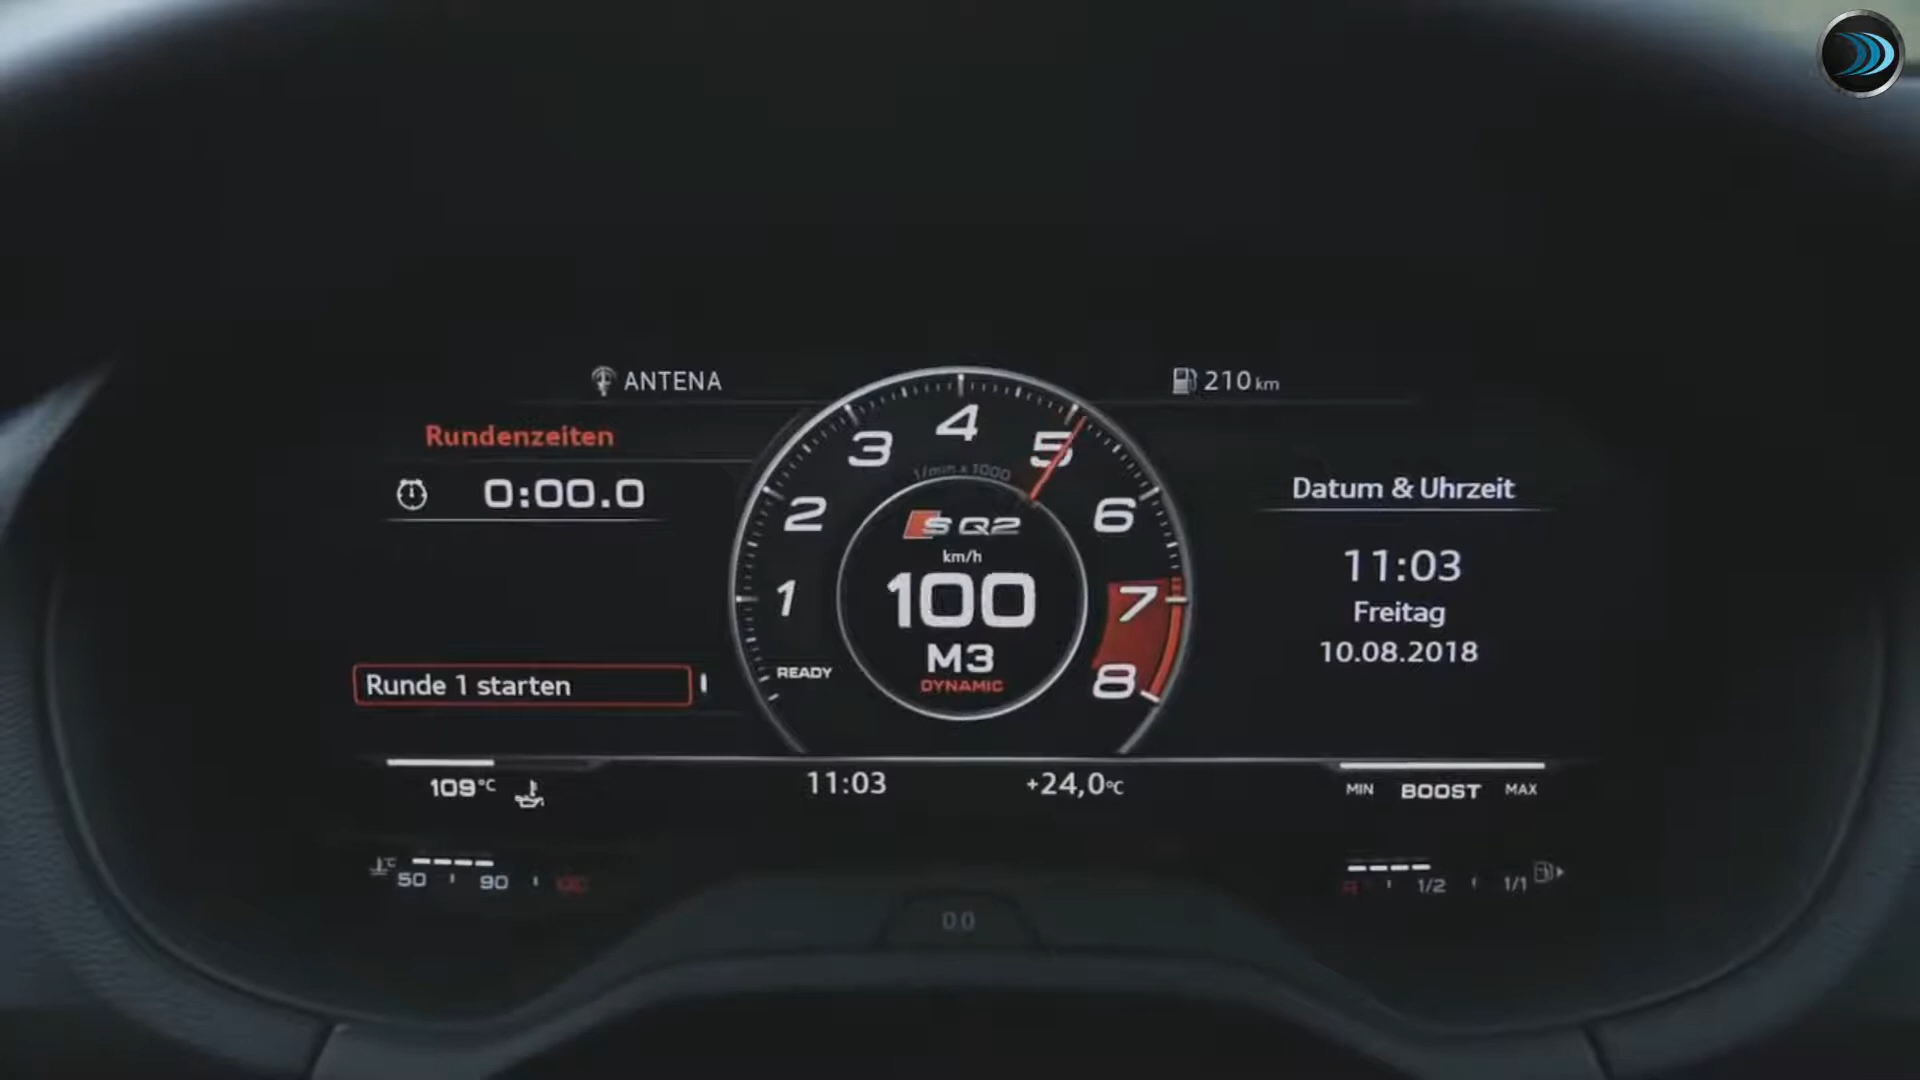 ANTENA
210 km
Rundenzeiten
0:00.0
Runde 1 starten
1 2 3 4 5 6 7 8
1/min x 1000
SQ2
km/h
100
M3
DYNAMIC
READY
Datum & Uhrzeit
11:03
Freitag
10.08.2018
109°C
11:03
+24,0°C
MIN BOOST MAX
°C
50 90
1/2 1/1
0.0